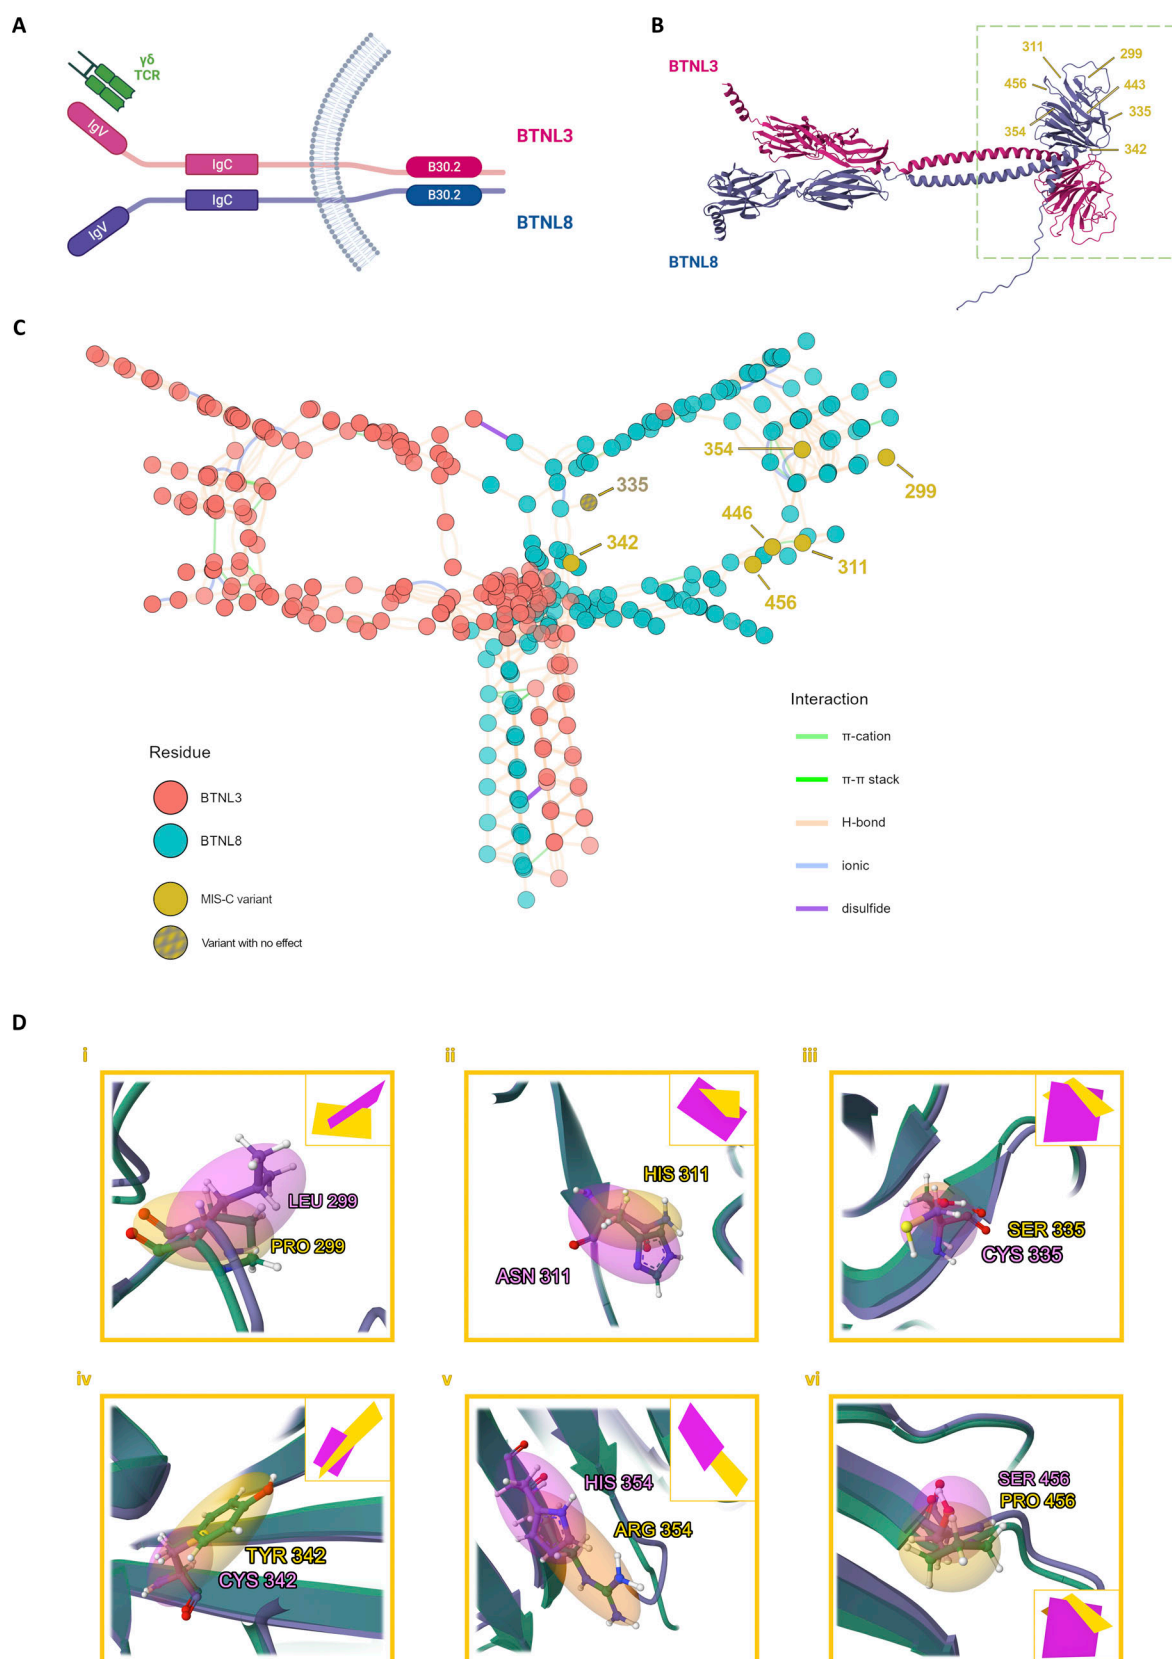 A
γδ
TCR
IgV
IgC
B30.2
BTNL3
IgV
IgC
B30.2
BTNL8
B
BTNL3
BTNL8
311
299
456
443
335
354
342
C
354
335
299
342
446
311
456
Residue
BTNL3
BTNL8
MIS-C variant
Variant with no effect
Interaction
π-cation
π-π stack
H-bond
ionic
disulfide
D
i
LEU 299
PRO 299
ii
HIS 311
ASN 311
iii
SER 335
CYS 335
iv
TYR 342
CYS 342
v
HIS 354
ARG 354
vi
SER 456
PRO 456